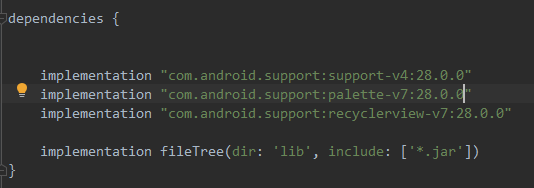 dependencies {
implementation "com.android.support:support-v4:28.0.0"
implementation "com.android.support:palette-v7:28.0.0"
implementation "com.android.support:recyclerview-v7:28.0.0"
implementation fileTree(dir: 'lib', include: ['*.jar'])
}